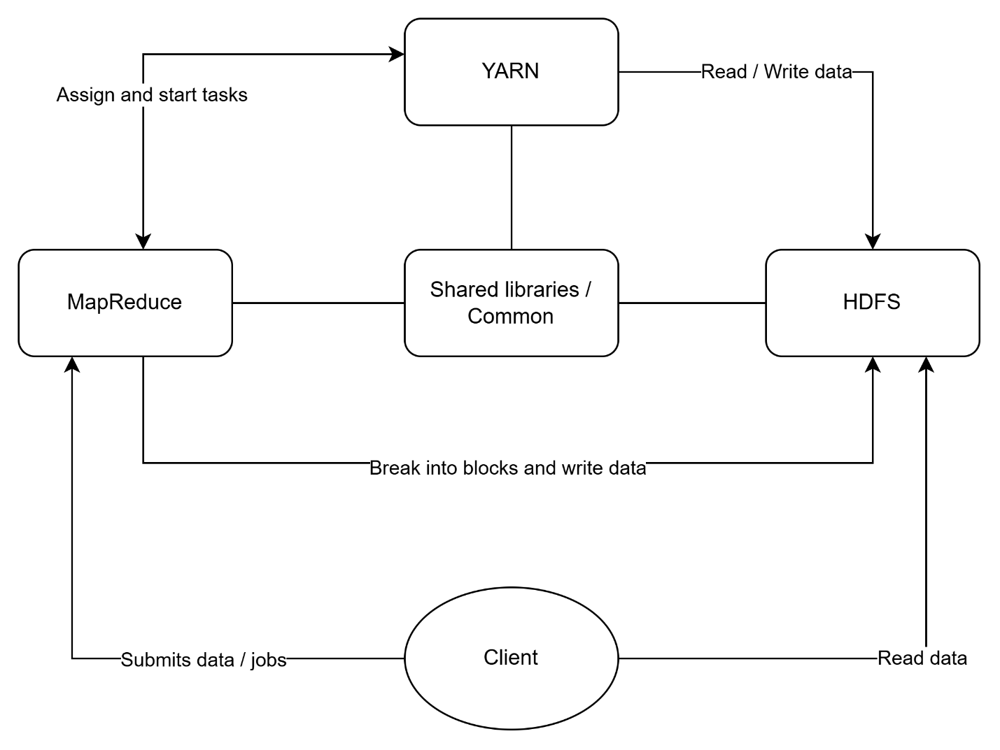 YARN
Read / Write data
Assign and start tasks
MapReduce
Shared libraries /
Common
HDFS
Break into blocks and write data
Submits data / jobs
Client
Read data